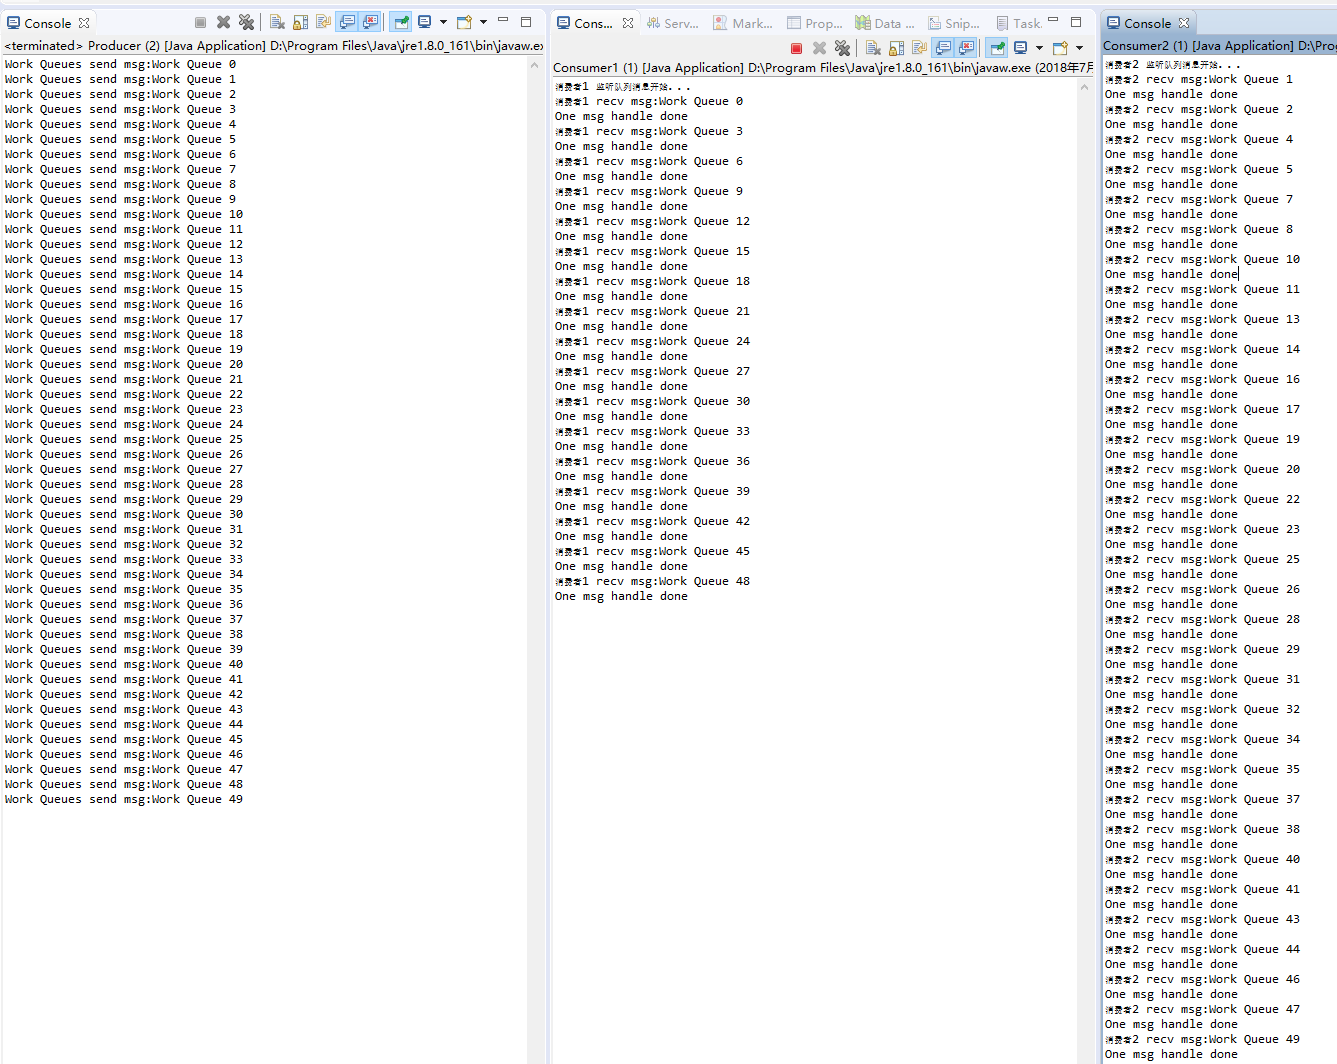 Console
<terminated> Producer (2) [Java Application] D:\Program Files\Java\jre1.8.0_161\bin\javaw.ex
Work Queues send msg:Work Queue 0
Work Queues send msg:Work Queue 1
Work Queues send msg:Work Queue 2
Work Queues send msg:Work Queue 3
Work Queues send msg:Work Queue 4
Work Queues send msg:Work Queue 5
Work Queues send msg:Work Queue 6
Work Queues send msg:Work Queue 7
Work Queues send msg:Work Queue 8
Work Queues send msg:Work Queue 9
Work Queues send msg:Work Queue 10
Work Queues send msg:Work Queue 11
Work Queues send msg:Work Queue 12
Work Queues send msg:Work Queue 13
Work Queues send msg:Work Queue 14
Work Queues send msg:Work Queue 15
Work Queues send msg:Work Queue 16
Work Queues send msg:Work Queue 17
Work Queues send msg:Work Queue 18
Work Queues send msg:Work Queue 19
Work Queues send msg:Work Queue 20
Work Queues send msg:Work Queue 21
Work Queues send msg:Work Queue 22
Work Queues send msg:Work Queue 23
Work Queues send msg:Work Queue 24
Work Queues send msg:Work Queue 25
Work Queues send msg:Work Queue 26
Work Queues send msg:Work Queue 27
Work Queues send msg:Work Queue 28
Work Queues send msg:Work Queue 29
Work Queues send msg:Work Queue 30
Work Queues send msg:Work Queue 31
Work Queues send msg:Work Queue 32
Work Queues send msg:Work Queue 33
Work Queues send msg:Work Queue 34
Work Queues send msg:Work Queue 35
Work Queues send msg:Work Queue 36
Work Queues send msg:Work Queue 37
Work Queues send msg:Work Queue 38
Work Queues send msg:Work Queue 39
Work Queues send msg:Work Queue 40
Work Queues send msg:Work Queue 41
Work Queues send msg:Work Queue 42
Work Queues send msg:Work Queue 43
Work Queues send msg:Work Queue 44
Work Queues send msg:Work Queue 45
Work Queues send msg:Work Queue 46
Work Queues send msg:Work Queue 47
Work Queues send msg:Work Queue 48
Work Queues send msg:Work Queue 49
Cons... Serv... Mark... Prop... Data ... Snip... Task.
Consumer1 (1) [Java Application] D:\Program Files\Java\jre1.8.0_161\bin\javaw.exe (2018年7月
消费者1 监听队列消息开始...
消费者1 recv msg:Work Queue 0
One msg handle done
消费者1 recv msg:Work Queue 3
One msg handle done
消费者1 recv msg:Work Queue 6
One msg handle done
消费者1 recv msg:Work Queue 9
One msg handle done
消费者1 recv msg:Work Queue 12
One msg handle done
消费者1 recv msg:Work Queue 15
One msg handle done
消费者1 recv msg:Work Queue 18
One msg handle done
消费者1 recv msg:Work Queue 21
One msg handle done
消费者1 recv msg:Work Queue 24
One msg handle done
消费者1 recv msg:Work Queue 27
One msg handle done
消费者1 recv msg:Work Queue 30
One msg handle done
消费者1 recv msg:Work Queue 33
One msg handle done
消费者1 recv msg:Work Queue 36
One msg handle done
消费者1 recv msg:Work Queue 39
One msg handle done
消费者1 recv msg:Work Queue 42
One msg handle done
消费者1 recv msg:Work Queue 45
One msg handle done
消费者1 recv msg:Work Queue 48
One msg handle done
Console
Consumer2 (1) [Java Application] D:\Pro
消费者2 监听队列消息开始...
消费者2 recv msg:Work Queue 1
One msg handle done
消费者2 recv msg:Work Queue 2
One msg handle done
消费者2 recv msg:Work Queue 4
One msg handle done
消费者2 recv msg:Work Queue 5
One msg handle done
消费者2 recv msg:Work Queue 7
One msg handle done
消费者2 recv msg:Work Queue 8
One msg handle done
消费者2 recv msg:Work Queue 10
One msg handle done
消费者2 recv msg:Work Queue 11
One msg handle done
消费者2 recv msg:Work Queue 13
One msg handle done
消费者2 recv msg:Work Queue 14
One msg handle done
消费者2 recv msg:Work Queue 16
One msg handle done
消费者2 recv msg:Work Queue 17
One msg handle done
消费者2 recv msg:Work Queue 19
One msg handle done
消费者2 recv msg:Work Queue 20
One msg handle done
消费者2 recv msg:Work Queue 22
One msg handle done
消费者2 recv msg:Work Queue 23
One msg handle done
消费者2 recv msg:Work Queue 25
One msg handle done
消费者2 recv msg:Work Queue 26
One msg handle done
消费者2 recv msg:Work Queue 28
One msg handle done
消费者2 recv msg:Work Queue 29
One msg handle done
消费者2 recv msg:Work Queue 31
One msg handle done
消费者2 recv msg:Work Queue 32
One msg handle done
消费者2 recv msg:Work Queue 34
One msg handle done
消费者2 recv msg:Work Queue 35
One msg handle done
消费者2 recv msg:Work Queue 37
One msg handle done
消费者2 recv msg:Work Queue 38
One msg handle done
消费者2 recv msg:Work Queue 40
One msg handle done
消费者2 recv msg:Work Queue 41
One msg handle done
消费者2 recv msg:Work Queue 43
One msg handle done
消费者2 recv msg:Work Queue 44
One msg handle done
消费者2 recv msg:Work Queue 46
One msg handle done
消费者2 recv msg:Work Queue 47
One msg handle done
消费者2 recv msg:Work Queue 49
One msg handle done